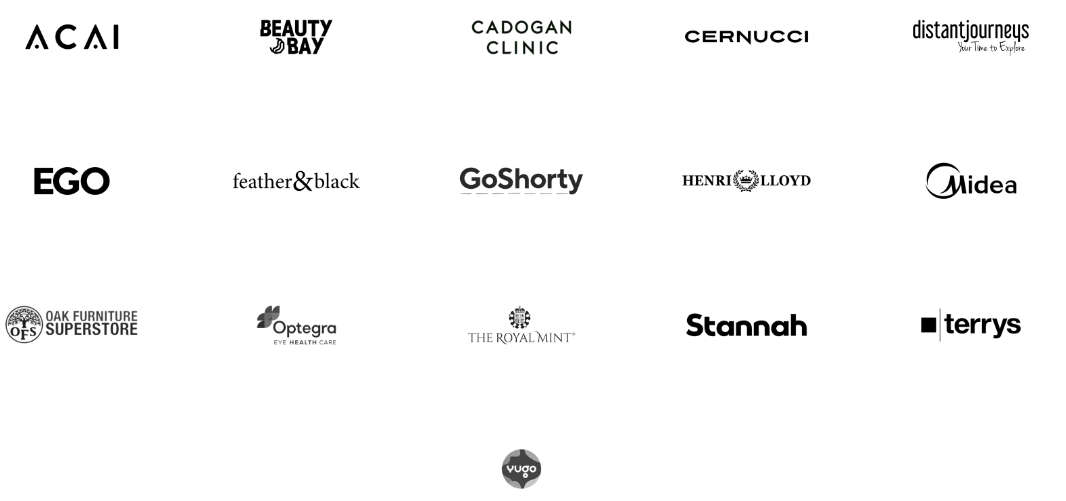 ACAI
BEAUTY
BAY
CADOGAN
CLINIC
CERNUCCI
distantjourneys
Your Time to Explore
EGO
feather&black
GoShorty
HENRI LLOYD
Midea
OFS
OAK FURNITURE
SUPERSTORE
Optegra
EYE HEALTH CARE
THE ROYAL MINT®
Stannah
terrys
yugo